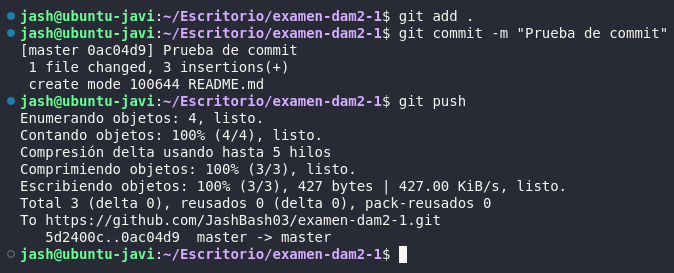 jash@ubuntu-javi:~/Escritorio/examen-dam2-1$ git add .
jash@ubuntu-javi:~/Escritorio/examen-dam2-1$ git commit -m "Prueba de commit"
[master 0ac04d9] Prueba de commit
 1 file changed, 3 insertions(+)
 create mode 100644 README.md
jash@ubuntu-javi:~/Escritorio/examen-dam2-1$ git push
Enumerando objetos: 4, listo.
Contando objetos: 100% (4/4), listo.
Compresión delta usando hasta 5 hilos
Comprimiendo objetos: 100% (3/3), listo.
Escribiendo objetos: 100% (3/3), 427 bytes | 427.00 KiB/s, listo.
Total 3 (delta 0), reusados 0 (delta 0), pack-reusados 0
To https://github.com/JashBash03/examen-dam2-1.git
   5d2400c..0ac04d9  master -> master
jash@ubuntu-javi:~/Escritorio/examen-dam2-1$